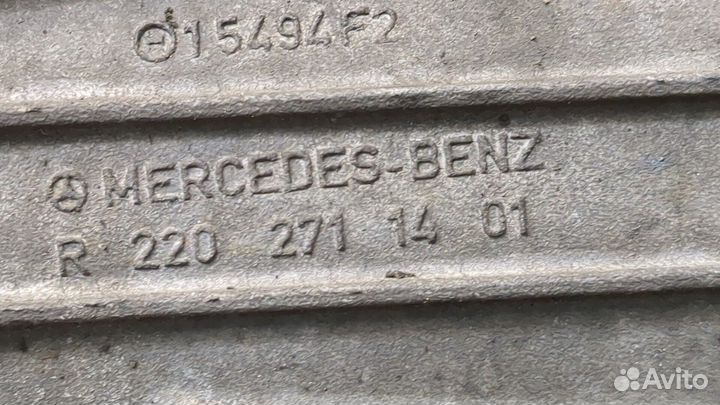 15494F2
MERCEDES-BENZ
R 220 271 14 01
Avito